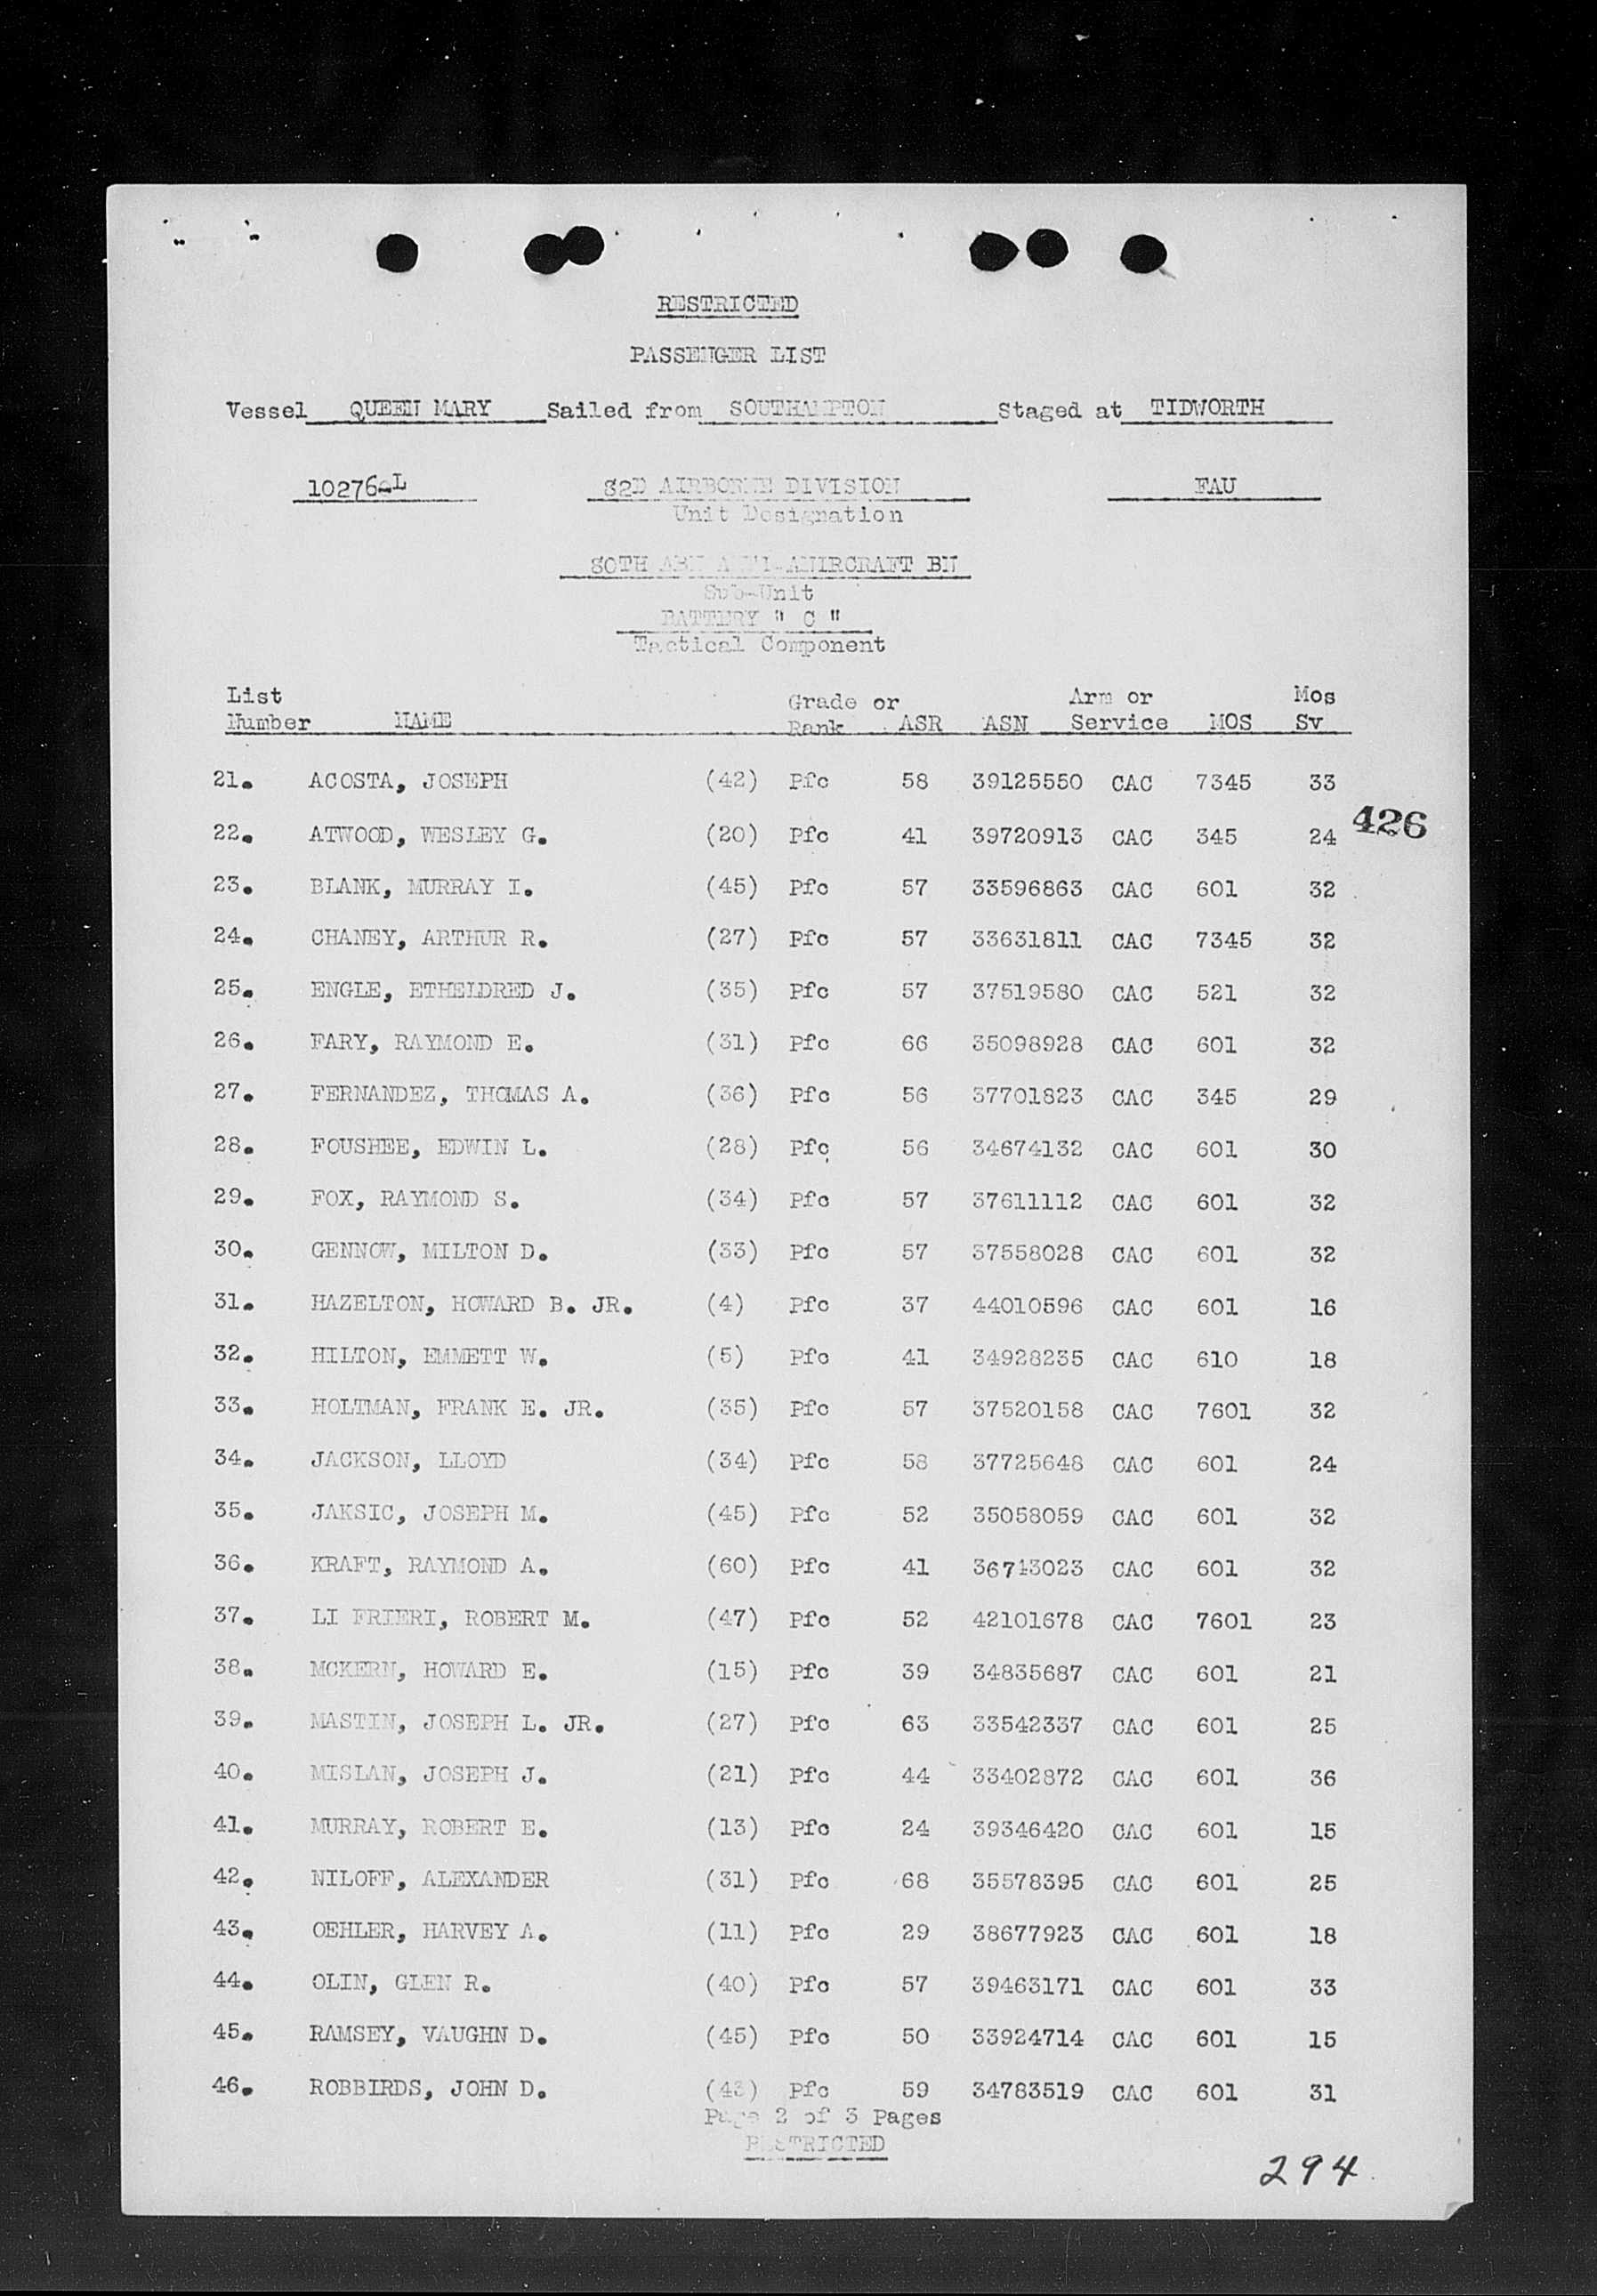 RESTRICTED
PASSENGER LIST
Vessel QUEEN MARY Sailed from SOUTHAMPTON Staged at TIDWORTH
10276-L 82D AIRBORNE DIVISION FAU
Unit Designation
80TH ABN ANTI-ANIRCRAFT BN
Sub-Unit
BATTERY " C "
Tactical Component
List Number NAME Grade or Rank ASR ASN Arm or Service MOS Mos Sv
21. ACOSTA, JOSEPH (42) Pfc 58 39125550 CAC 7345 33
426
22. ATWOOD, WESLEY G. (20) Pfc 41 39720913 CAC 345 24
23. BLANK, MURRAY I. (45) Pfc 57 33596863 CAC 601 32
24. CHANEY, ARTHUR R. (27) Pfc 57 33631811 CAC 7345 32
25. ENGLE, ETHELDRED J. (35) Pfc 57 37519580 CAC 521 32
26. FARY, RAYMOND E. (31) Pfc 66 35098928 CAC 601 32
27. FERNANDEZ, THOMAS A. (36) Pfc 56 37701823 CAC 345 29
28. FOUSHEE, EDWIN L. (28) Pfc 56 34674132 CAC 601 30
29. FOX, RAYMOND S. (34) Pfc 57 37611112 CAC 601 32
30. GENNOW, MILTON D. (33) Pfc 57 37558028 CAC 601 32
31. HAZELTON, HOWARD B. JR. (4) Pfc 37 44010596 CAC 601 16
32. HILTON, EMMETT W. (5) Pfc 41 34928235 CAC 610 18
33. HOLTMAN, FRANK E. JR. (35) Pfc 57 37520158 CAC 7601 32
34. JACKSON, LLOYD (34) Pfc 58 37725648 CAC 601 24
35. JAKSIC, JOSEPH M. (45) Pfc 52 35058059 CAC 601 32
36. KRAFT, RAYMOND A. (60) Pfc 41 36713023 CAC 601 32
37. LI FRIERI, ROBERT M. (47) Pfc 52 42101678 CAC 7601 23
38. MCKERN, HOWARD E. (15) Pfc 39 34835687 CAC 601 21
39. MASTIN, JOSEPH L. JR. (27) Pfc 63 33542337 CAC 601 25
40. MISLAN, JOSEPH J. (21) Pfc 44 33402872 CAC 601 36
41. MURRAY, ROBERT E. (13) Pfc 24 39346420 CAC 601 15
42. NILOFF, ALEXANDER (31) Pfc 68 35578395 CAC 601 25
43. OEHLER, HARVEY A. (11) Pfc 29 38677923 CAC 601 18
44. OLIN, GLEN R. (40) Pfc 57 39463171 CAC 601 33
45. RAMSEY, VAUGHN D. (45) Pfc 50 33924714 CAC 601 15
46. ROBBIRDS, JOHN D. (43) Pfc 59 34783519 CAC 601 31
Page 2 of 3 Pages
RESTRICTED
294